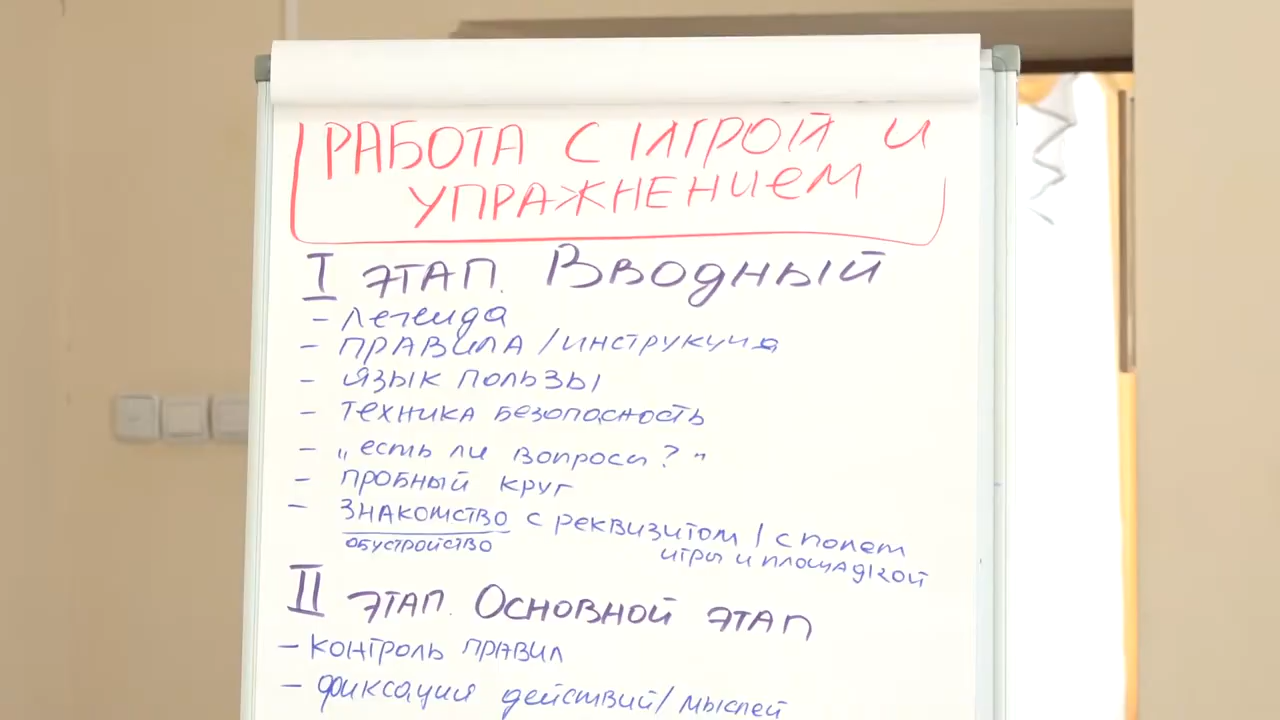 РАБОТА С ИГРОЙ И
УПРАЖНЕНИЕМ
I ЭТАП. Вводный
- легенда
- ПРАВИЛА / инструкция
- язык пользы
- техника безопасность
- „есть ли вопросы?"
- пробный круг
- Знакомство с реквизитом / с полем
обустройство игры и площадкой
II ЭТАП. Основной этап
- контроль правил
- фиксация действий / мыслей